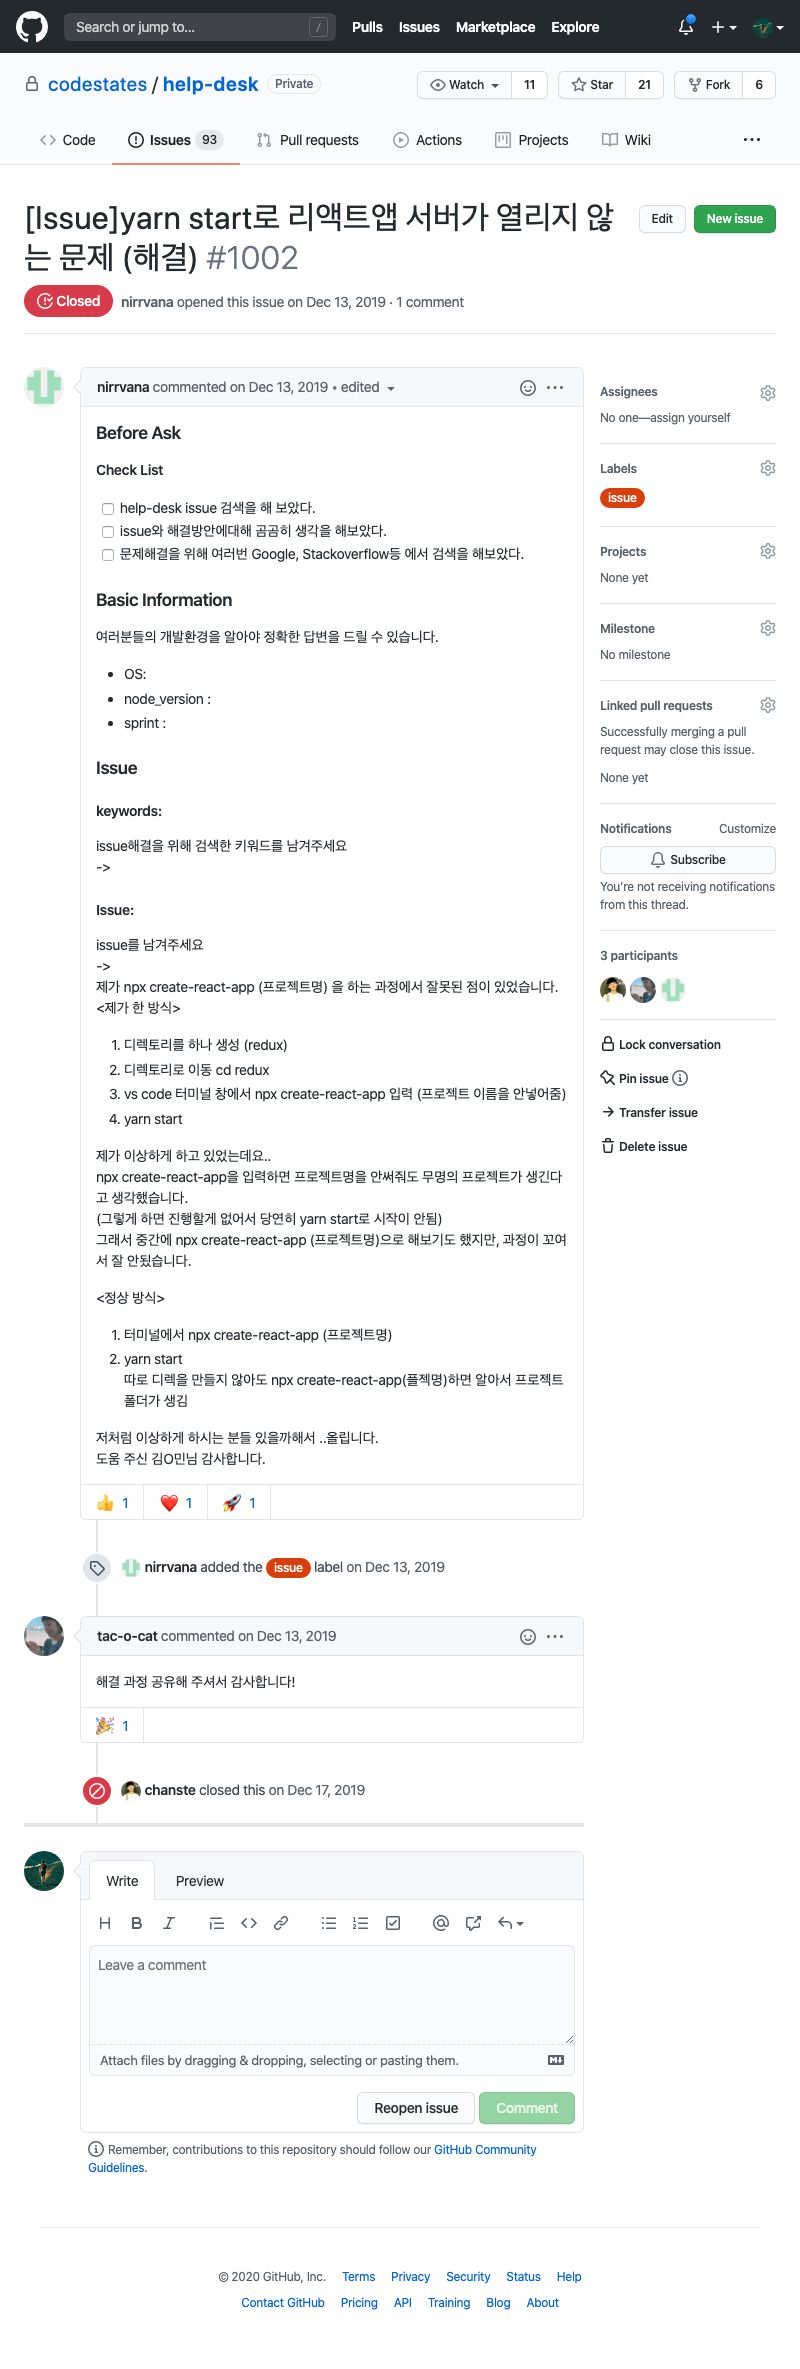 Search or jump to... /
Pulls Issues Marketplace Explore
codestates / help-desk Private
Watch 11 Star 21 Fork 6
Code Issues 93 Pull requests Actions Projects Wiki ...
[Issue]yarn start로 리액트앱 서버가 열리지 않
는 문제 (해결) #1002
Edit New issue
Closed nirrvana opened this issue on Dec 13, 2019 · 1 comment
nirrvana commented on Dec 13, 2019 • edited
Before Ask
Check List
help-desk issue 검색을 해 보았다.
issue와 해결방안에대해 곰곰히 생각을 해보았다.
문제해결을 위해 여러번 Google, Stackoverflow등 에서 검색을 해보았다.
Basic Information
여러분들의 개발환경을 알아야 정확한 답변을 드릴 수 있습니다.
• OS:
• node_version :
• sprint :
Issue
keywords:
issue해결을 위해 검색한 키워드를 남겨주세요
->
Issue:
issue를 남겨주세요
->
제가 npx create-react-app (프로젝트명) 을 하는 과정에서 잘못된 점이 있었습니다.
<제가 한 방식>
1. 디렉토리를 하나 생성 (redux)
2. 디렉토리로 이동 cd redux
3. vs code 터미널 창에서 npx create-react-app 입력 (프로젝트 이름을 안넣어줌)
4. yarn start
제가 이상하게 하고 있었는데요..
npx create-react-app을 입력하면 프로젝트명을 안써줘도 무명의 프로젝트가 생긴다
고 생각했습니다.
(그렇게 하면 진행할게 없어서 당연히 yarn start로 시작이 안됨)
그래서 중간에 npx create-react-app (프로젝트명)으로 해보기도 했지만, 과정이 꼬여
서 잘 안됬습니다.
<정상 방식>
1. 터미널에서 npx create-react-app (프로젝트명)
2. yarn start
따로 디렉을 만들지 않아도 npx create-react-app(플젝명)하면 알아서 프로젝트
폴더가 생김
저처럼 이상하게 하시는 분들 있을까해서 ..올립니다.
도움 주신 김O민님 감사합니다.
👍 1 ❤️ 1 🚀 1
nirrvana added the issue label on Dec 13, 2019
tac-o-cat commented on Dec 13, 2019
해결 과정 공유해 주셔서 감사합니다!
🎉 1
chanste closed this on Dec 17, 2019
Write Preview
Leave a comment
Attach files by dragging & dropping, selecting or pasting them.
Reopen issue Comment
Remember, contributions to this repository should follow our GitHub Community
Guidelines.
Assignees
No one—assign yourself
Labels
issue
Projects
None yet
Milestone
No milestone
Linked pull requests
Successfully merging a pull
request may close this issue.
None yet
Notifications Customize
Subscribe
You're not receiving notifications
from this thread.
3 participants
Lock conversation
Pin issue
Transfer issue
Delete issue
© 2020 GitHub, Inc. Terms Privacy Security Status Help
Contact GitHub Pricing API Training Blog About